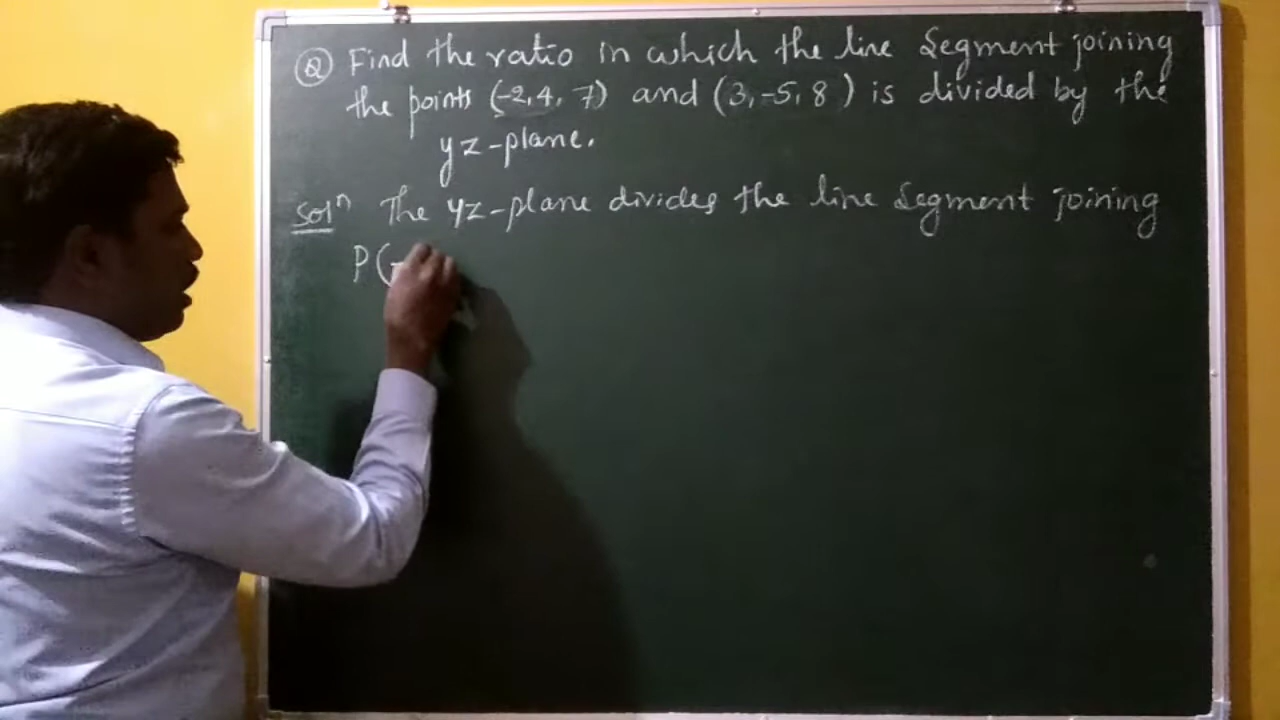 Q Find the ratio in which the line Segment joining
the points (-2, 4, 7) and (3, -5, 8) is divided by the
yz-plane.
Solⁿ The yz-plane divides the line Segment joining
P(-